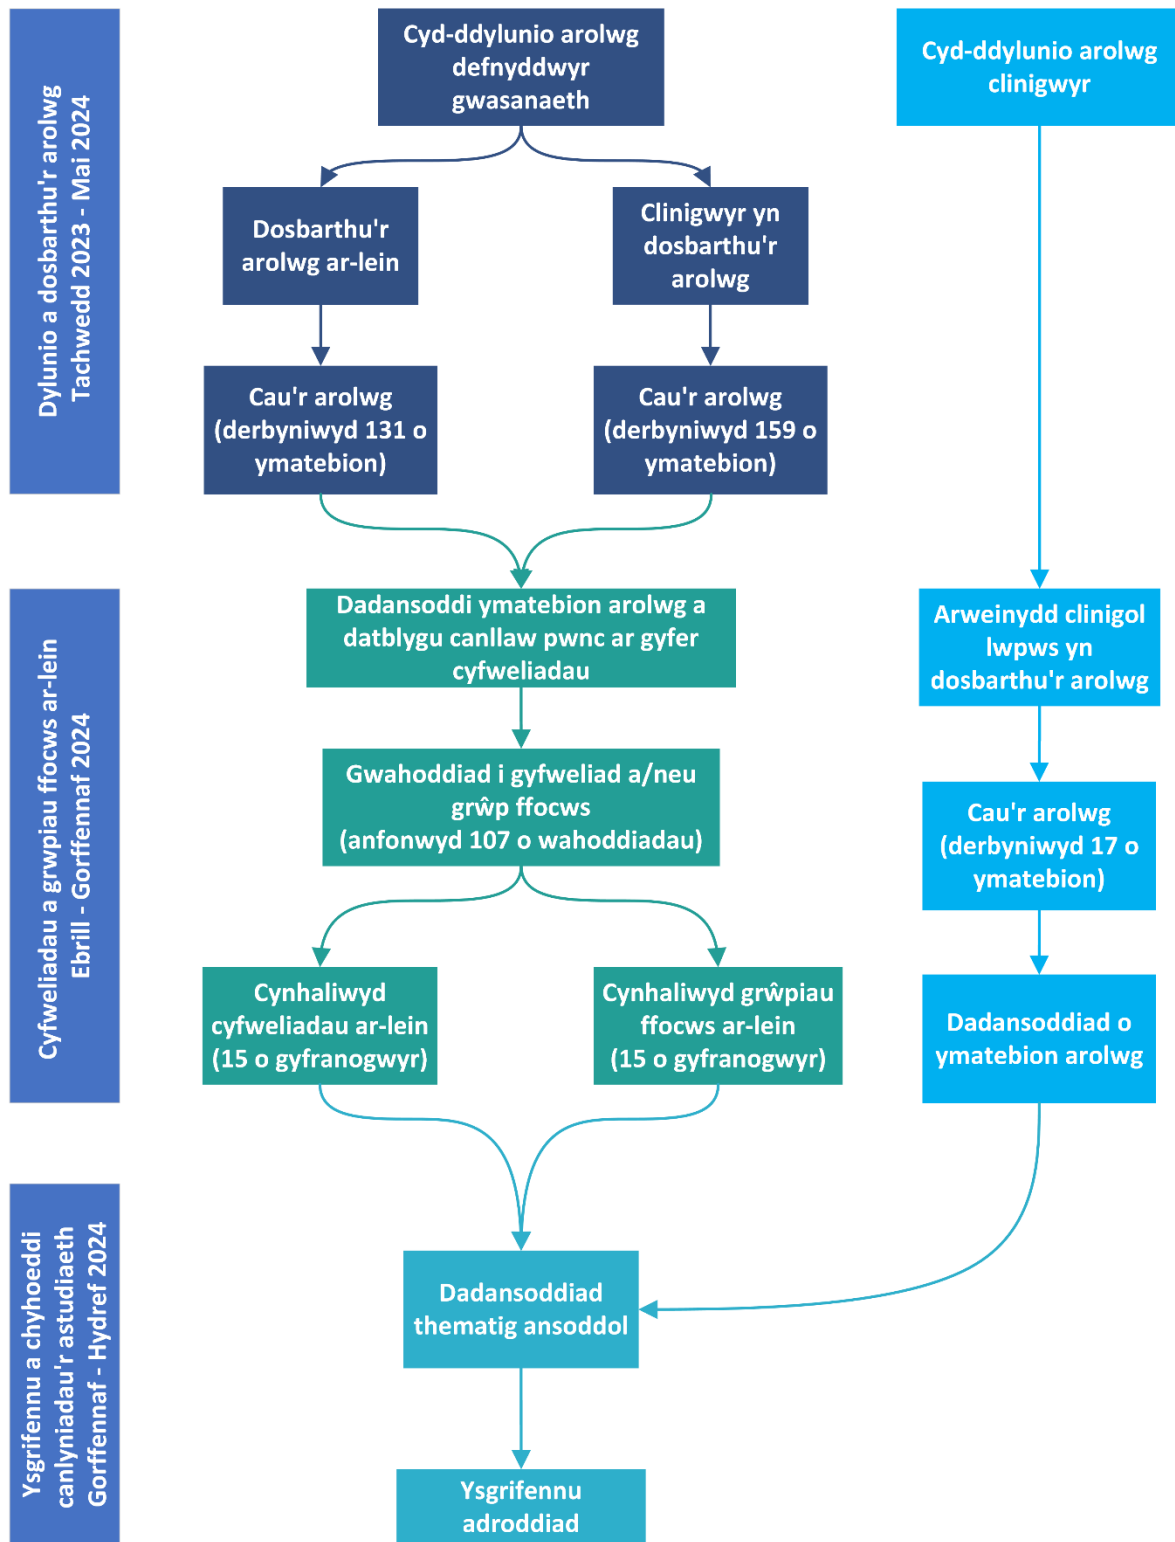 Dylunio a dosbarthu'r arolwg
Tachwedd 2023 - Mai 2024
Cyd-ddylunio arolwg
defnyddwyr
gwasanaeth
Cyd-ddylunio arolwg
clinigwyr
Dosbarthu'r
arolwg ar-lein
Clinigwyr yn
dosbarthu'r
arolwg
Cau'r arolwg
(derbyniwyd 131 o
ymatebion)
Cau'r arolwg
(derbyniwyd 159 o
ymatebion)
Cyfweliadau a grwpiau ffocws ar-lein
Ebrill - Gorffennaf 2024
Dadansoddi ymatebion arolwg a
datblygu canllaw pwnc ar gyfer
cyfweliadau
Arweinydd clinigol
lwpws yn
dosbarthu'r arolwg
Gwahoddiad i gyfweliad a/neu
grŵp ffocws
(anfonwyd 107 o wahoddiadau)
Cau'r arolwg
(derbyniwyd 17 o
ymatebion)
Cynhaliwyd
cyfweliadau ar-lein
(15 o gyfranogwyr)
Cynhaliwyd grŵpiau
ffocws ar-lein
(15 o gyfranogwyr)
Dadansoddiad o
ymatebion arolwg
Ysgrifennu a chyhoeddi
canlyniadau'r astudiaeth
Gorffennaf - Hydref 2024
Dadansoddiad
thematig ansoddol
Ysgrifennu
adroddiad